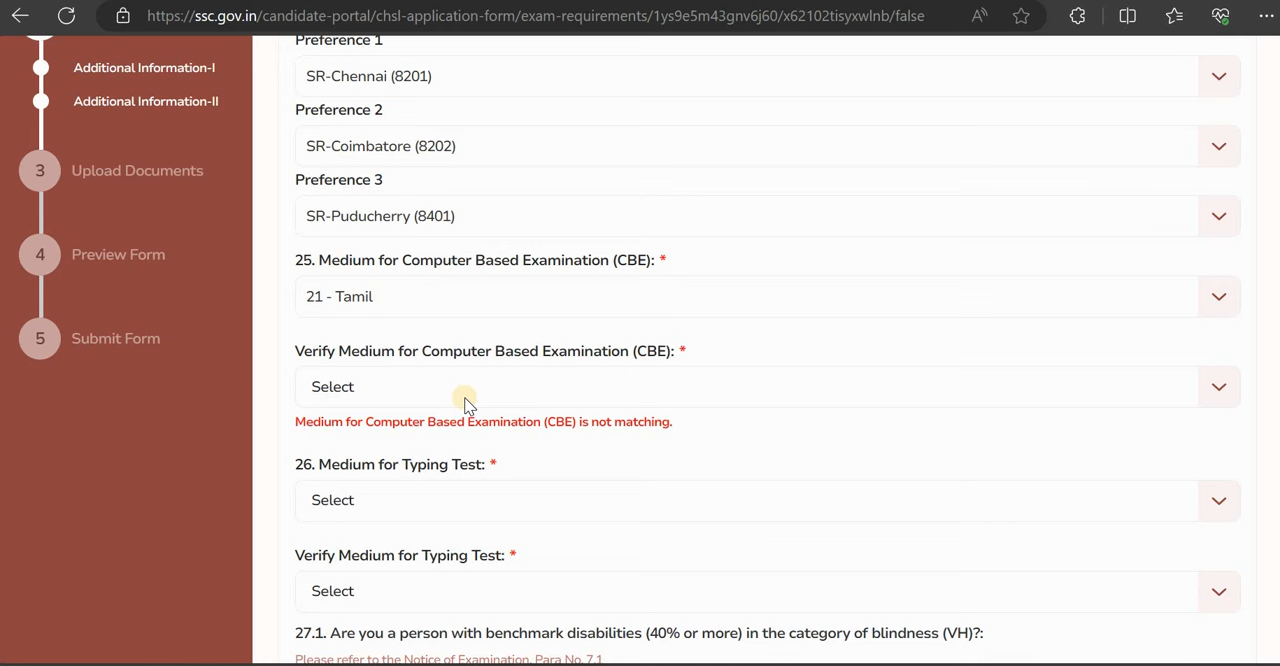 https://ssc.gov.in/candidate-portal/chsl-application-form/exam-requirements/1ys9e5m43gnv6j60/x62102tisyxwlnb/false
Additional Information-I
Additional Information-II
3 Upload Documents
4 Preview Form
5 Submit Form
Preference 1
SR-Chennai (8201)
Preference 2
SR-Coimbatore (8202)
Preference 3
SR-Puducherry (8401)
25. Medium for Computer Based Examination (CBE): *
21 - Tamil
Verify Medium for Computer Based Examination (CBE): *
Select
Medium for Computer Based Examination (CBE) is not matching.
26. Medium for Typing Test: *
Select
Verify Medium for Typing Test: *
Select
27.1. Are you a person with benchmark disabilities (40% or more) in the category of blindness (VH)?:
Please refer to the Notice of Examination, Para No. 7.1